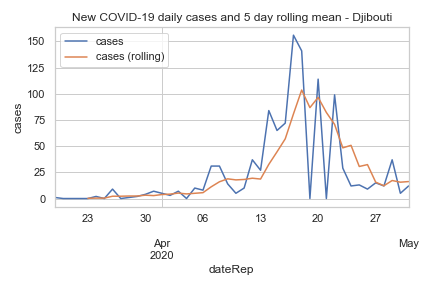 New COVID-19 daily cases and 5 day rolling mean - Djibouti
cases
cases (rolling)
150
125
100
75
50
25
0
cases
23
30
06
13
20
27
Apr
2020
May
dateRep